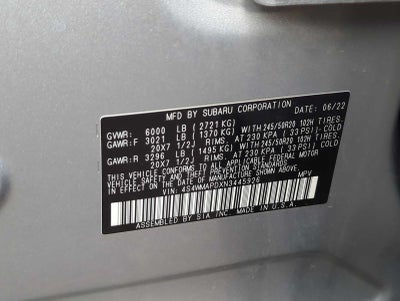 MFD BY SUBARU CORPORATION DATE: 06/22
GVWR: 6000 LB (2721 KG)
GAWR:F 3021 LB (1370 KG) WITH 245/50R20 102H TIRES.
20X7 1/2J RIMS. AT 230 KPA (33 PSI) COLD
GAWR:R 3296 LB (1495 KG) WITH 245/50R20 102H TIRES.
20X7 1/2J RIMS. AT 230 KPA (33 PSI) COLD
THIS VEHICLE CONFORMS TO ALL APPLICABLE FEDERAL MOTOR
VEHICLE SAFETY, BUMPER, AND THEFT PREVENTION STANDARDS
IN EFFECT ON THE DATE OF MANUFACTURE SHOWN ABOVE.
VIN: 4S4WMAPDXN3445926 MPV
ASSEMBLED BY SIA INC. MADE IN U.S.A.